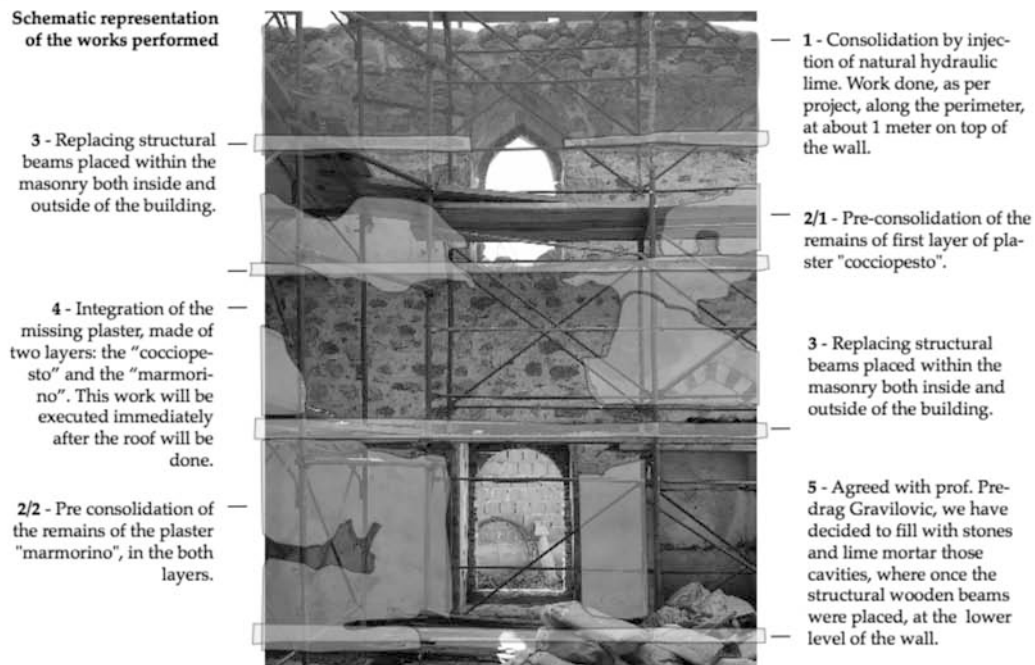 Schematic representation
of the works performed
3 - Replacing structural
beams placed within the
masonry both inside and
outside of the building.
4 - Integration of the
missing plaster, made of
two layers: the “cocciope-
sto” and the “marmori-
no”. This work will be
executed immediately
after the roof will be
done.
2/2 - Pre consolidation of
the remains of the plaster
"marmorino", in the both
layers.
1 - Consolidation by injec-
tion of natural hydraulic
lime. Work done, as per
project, along the perimeter,
at about 1 meter on top of
the wall.
2/1 - Pre-consolidation of the
remains of first layer of pla-
ster "cocciopesto".
3 - Replacing structural
beams placed within the
masonry both inside and
outside of the building.
5 - Agreed with prof. Pre-
drag Gravilovic, we have
decided to fill with stones
and lime mortar those
cavities, where once the
structural wooden beams
were placed, at the lower
level of the wall.